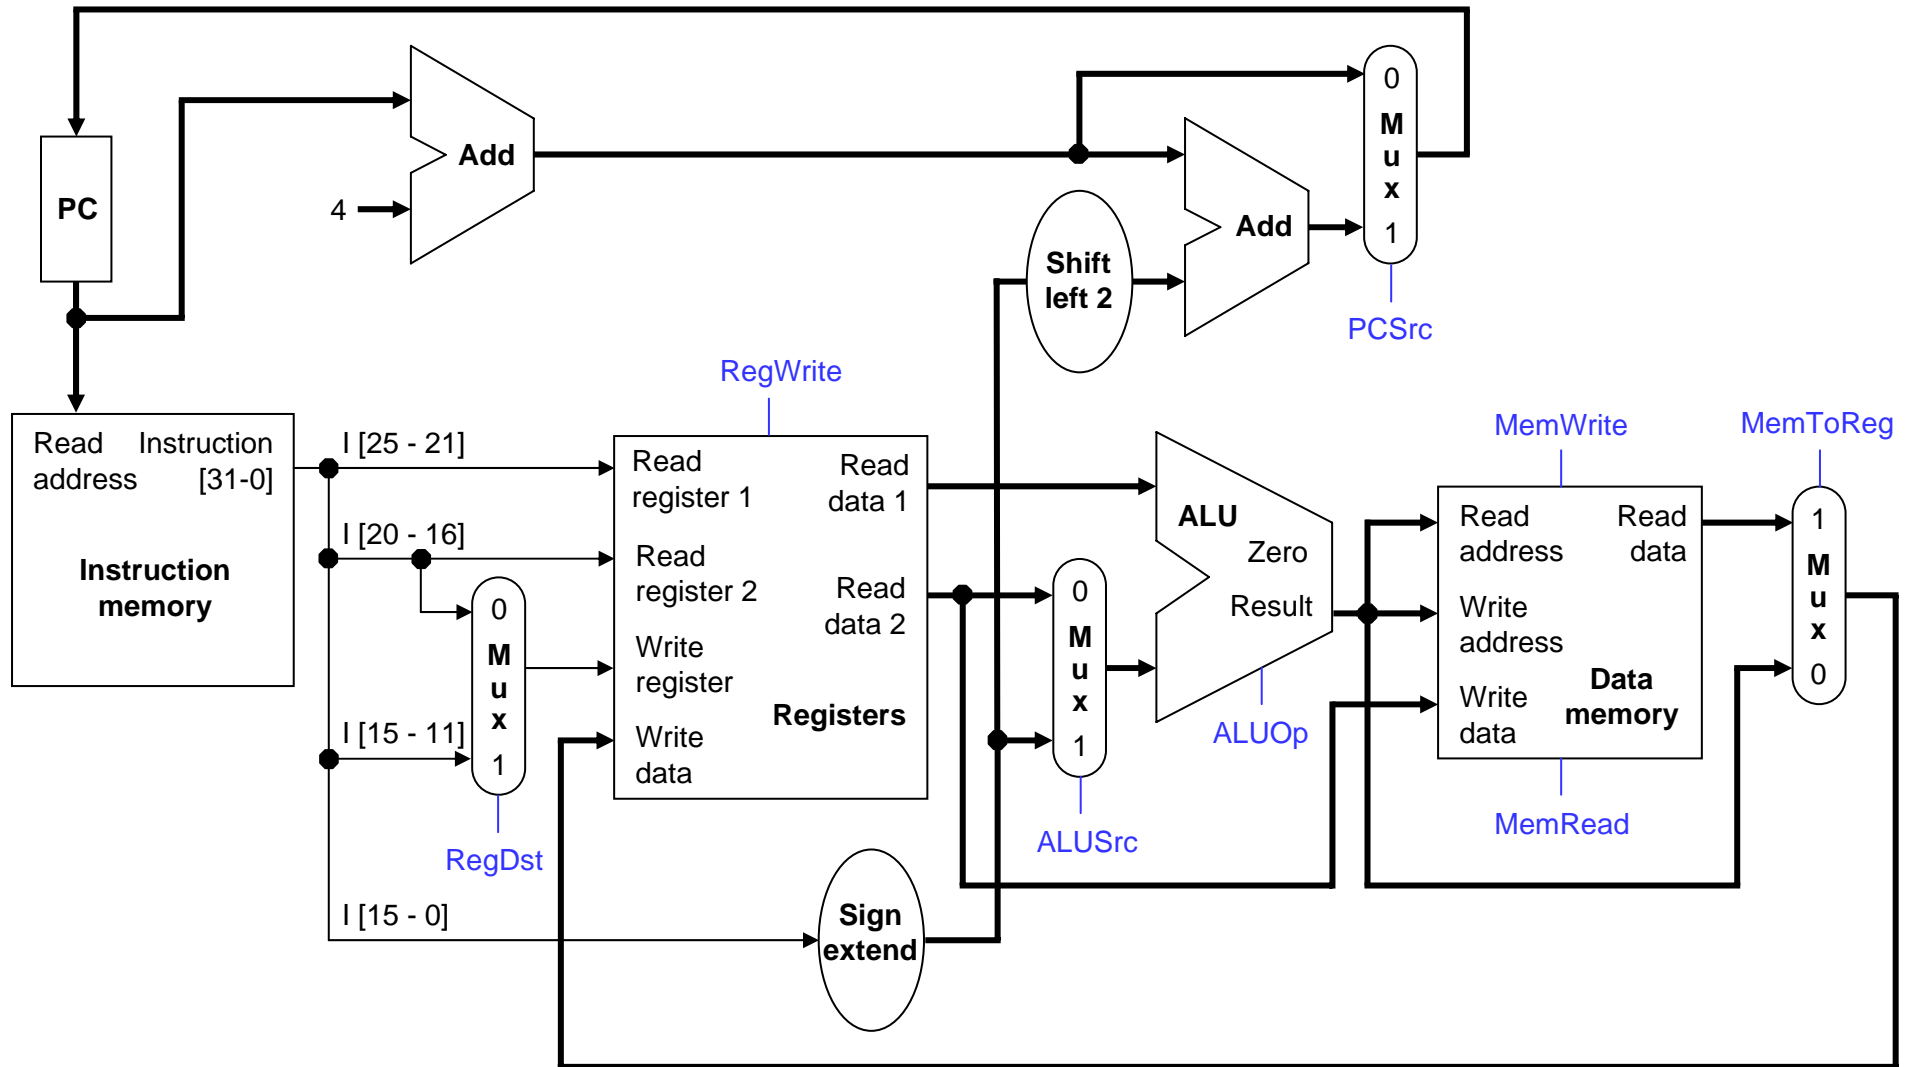 0
M
u
x
1
Add
Add
4
PC
Shift
left 2
PCSrc
RegWrite
MemWrite
MemToReg
Read
address
Instruction
[31-0]
Instruction
memory
I [25 - 21]
I [20 - 16]
I [15 - 11]
I [15 - 0]
0
M
u
x
1
RegDst
Read
register 1
Read
register 2
Write
register
Write
data
Read
data 1
Read
data 2
Registers
Sign
extend
0
M
u
x
1
ALUSrc
ALU
Zero
Result
ALUOp
Read
address
Write
address
Write
data
Read
data
Data
memory
MemRead
1
M
u
x
0